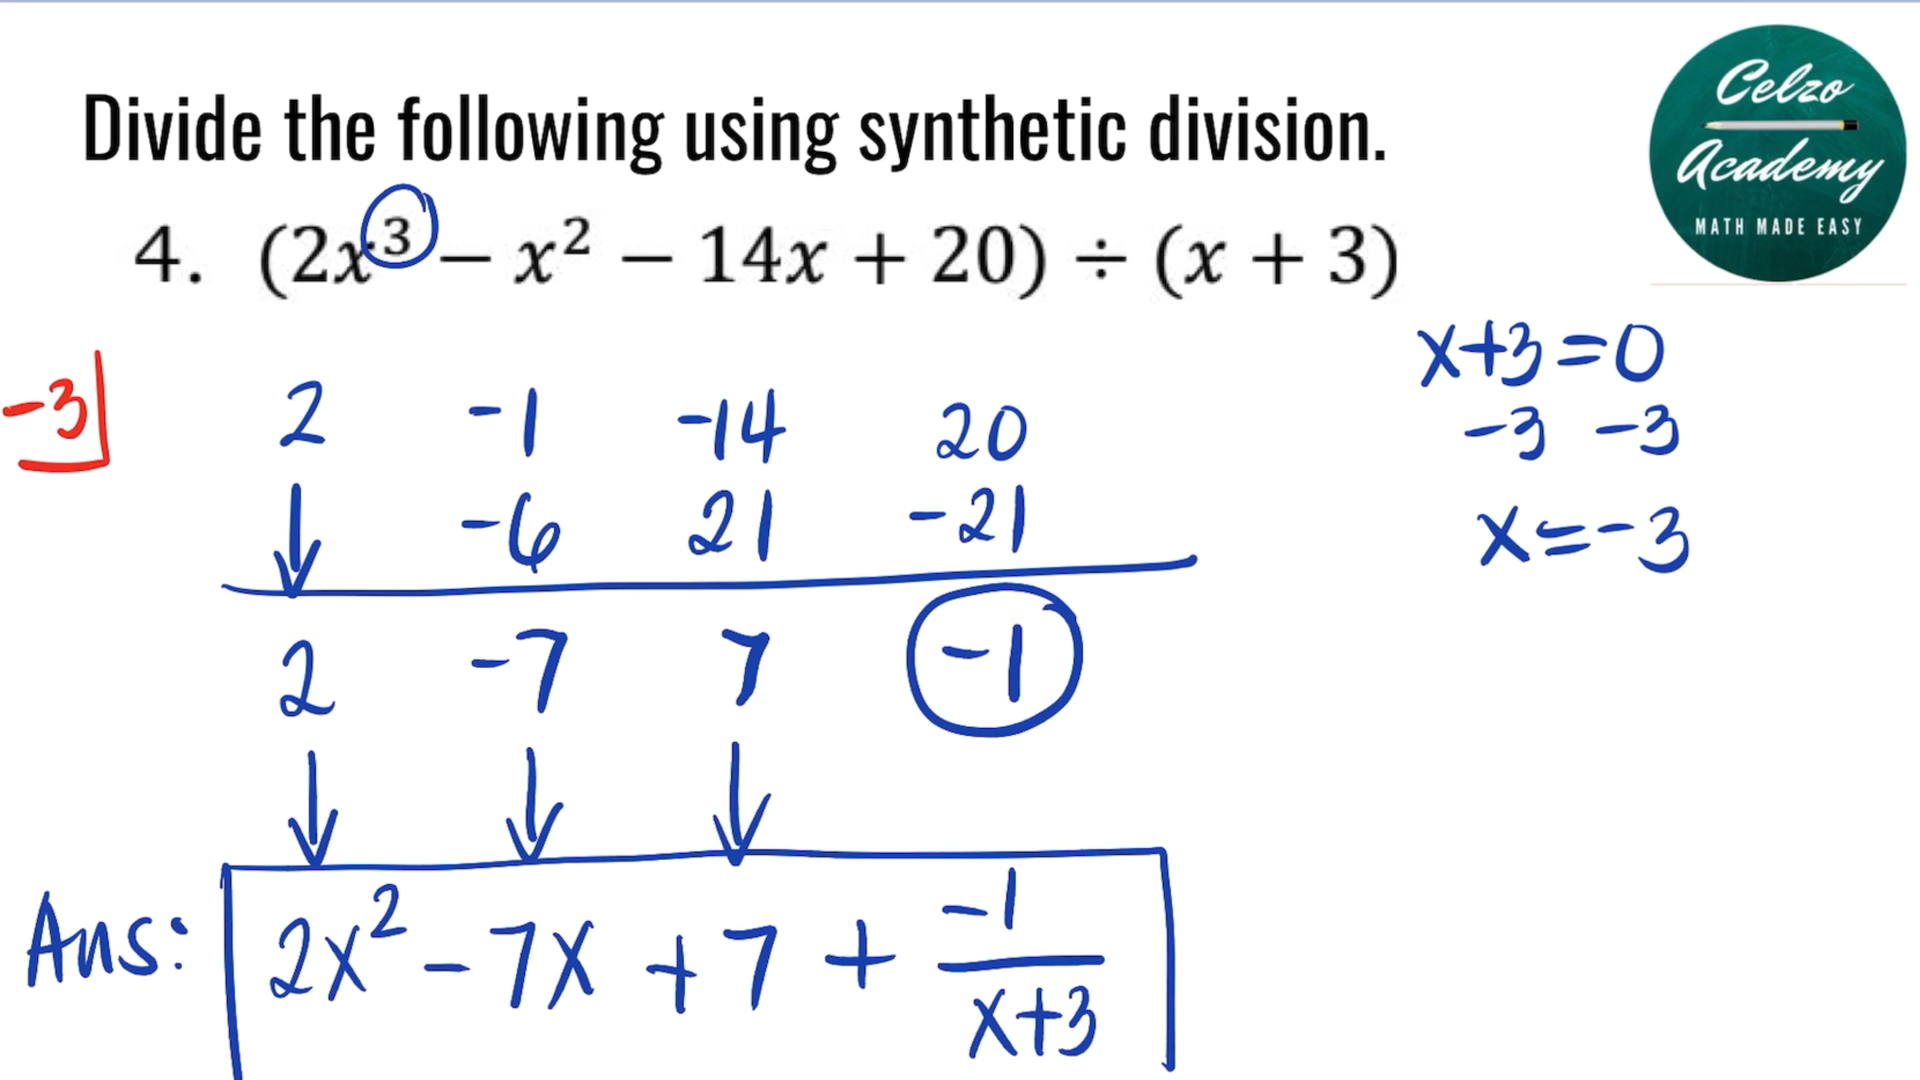 Celzo
Academy
MATH MADE EASY
Divide the following using synthetic division.
4. (2x³ − x² − 14x + 20) ÷ (x + 3)
x+3=0
-3 -3
x=-3
-3
2 -1 -14 20
-6 21 -21
2 -7 7 -1
Ans: 2x² - 7x + 7 + -1
x+3